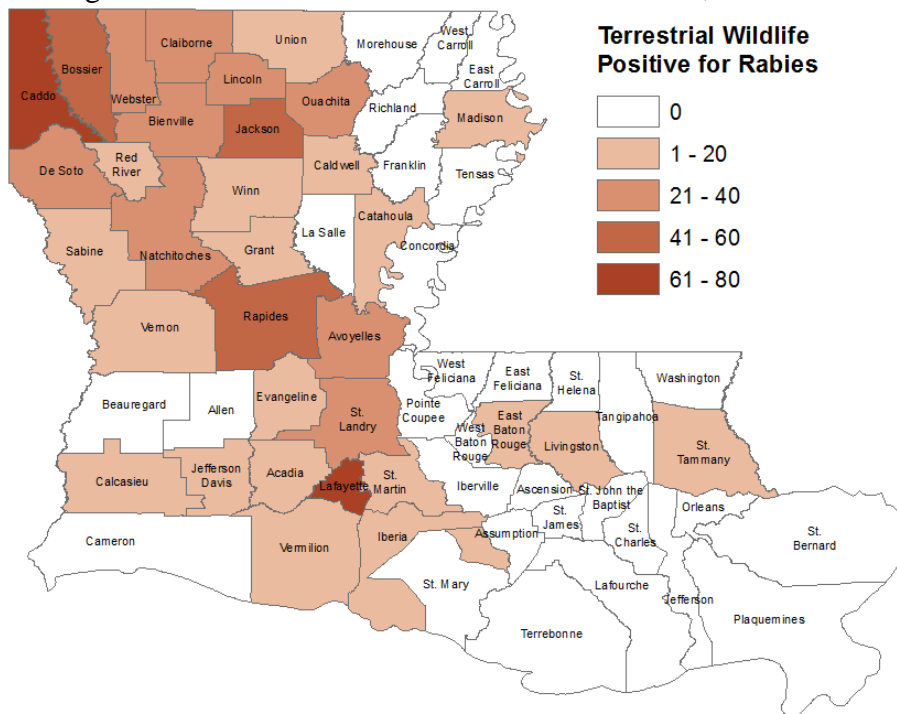 Terrestrial Wildlife
Positive for Rabies
0
1 - 20
21 - 40
41 - 60
61 - 80
Caddo
Bossier
Webster
Claiborne
Union
Morehouse
West
Carroll
East
Carroll
Lincoln
Ouachita
Richland
Madison
Bienville
Jackson
De Soto
Red
River
Winn
Caldwell
Franklin
Tensas
Sabine
Natchitoches
Grant
La Salle
Catahoula
Concordia
Vernon
Rapides
Avoyelles
Beauregard
Allen
Evangeline
St.
Landry
Pointe
Coupee
West
Feliciana
East
Feliciana
St.
Helena
Tangipahoa
Washington
West
Baton
Rouge
East
Baton
Rouge
Livingston
St.
Tammany
Calcasieu
Jefferson
Davis
Acadia
Lafayette
St.
Martin
Iberville
Ascension
St. John the
Baptist
Orleans
St.
Bernard
Cameron
Vermilion
Iberia
Assumption
St.
James
St.
Charles
St. Mary
Lafourche
Jefferson
Plaquemines
Terrebonne